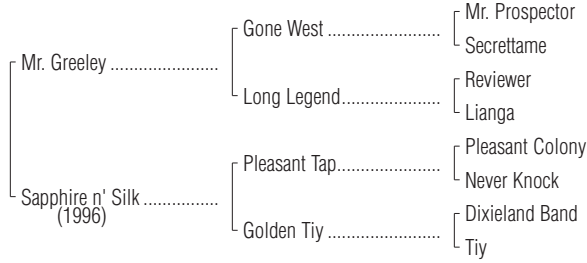 Mr. Prospector
Gone West ......................
Secrettame
Mr. Greeley .....................
Reviewer
Long Legend....................
Lianga
Pleasant Colony
Pleasant Tap.....................
Never Knock
Sapphire n' Silk ...............
(1996)
Dixieland Band
Golden Tiy ......................
Tiy